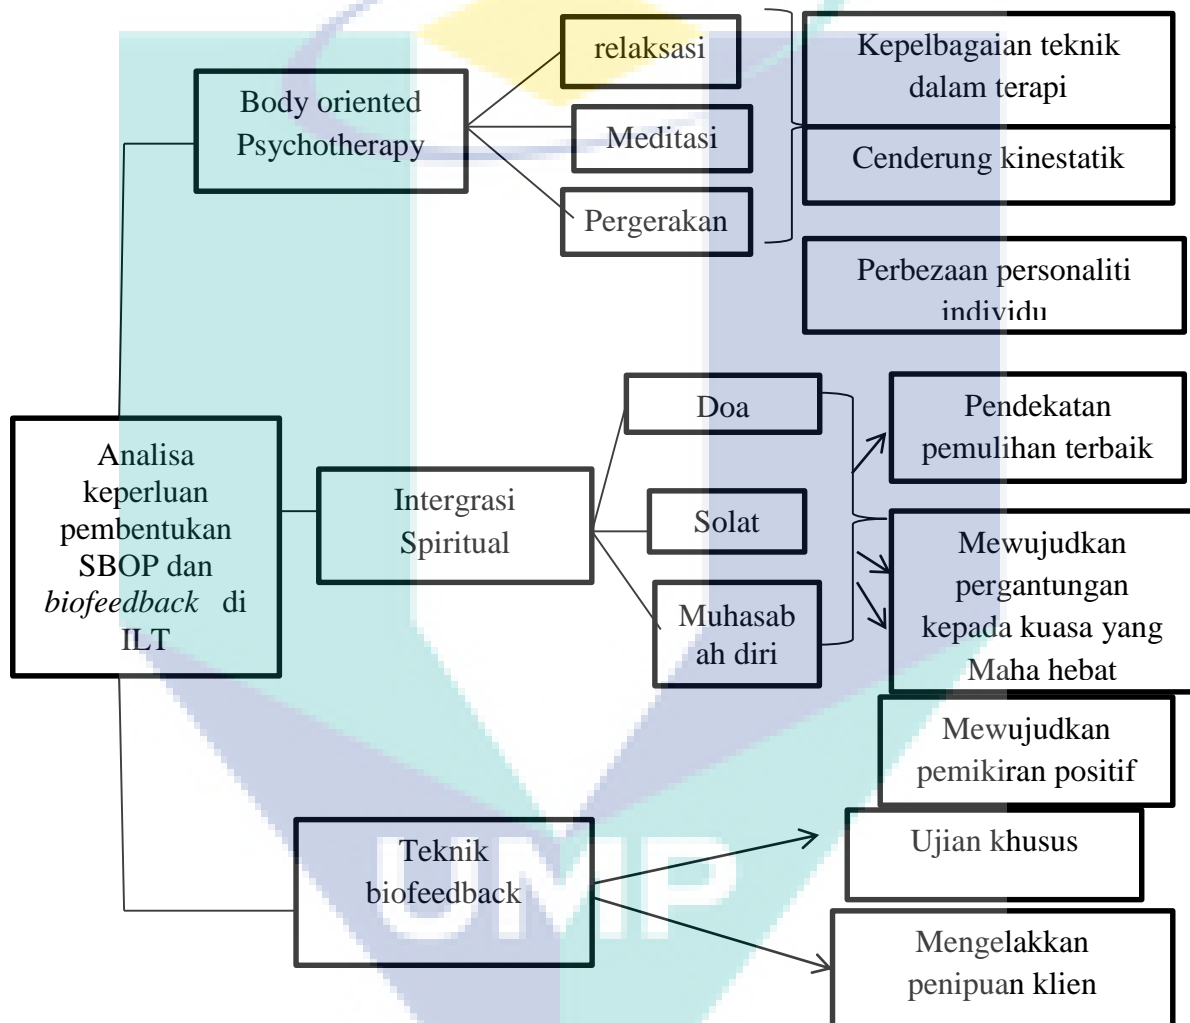 relaksasi
Kepelbagaian teknik
dalam terapi
Body oriented
Psychotherapy
Meditasi
Cenderung kinestatik
Pergerakan
Perbezaan personaliti
individu
Doa
Pendekatan
pemulihan terbaik
Analisa
keperluan
pembentukan
SBOP dan
biofeedback di
ILT
Intergrasi
Spiritual
Solat
Mewujudkan
pergantungan
kepada kuasa yang
Maha hebat
Muhasab
ah diri
Mewujudkan
pemikiran positif
Teknik
biofeedback
Ujian khusus
Mengelakkan
penipuan klien
UMP